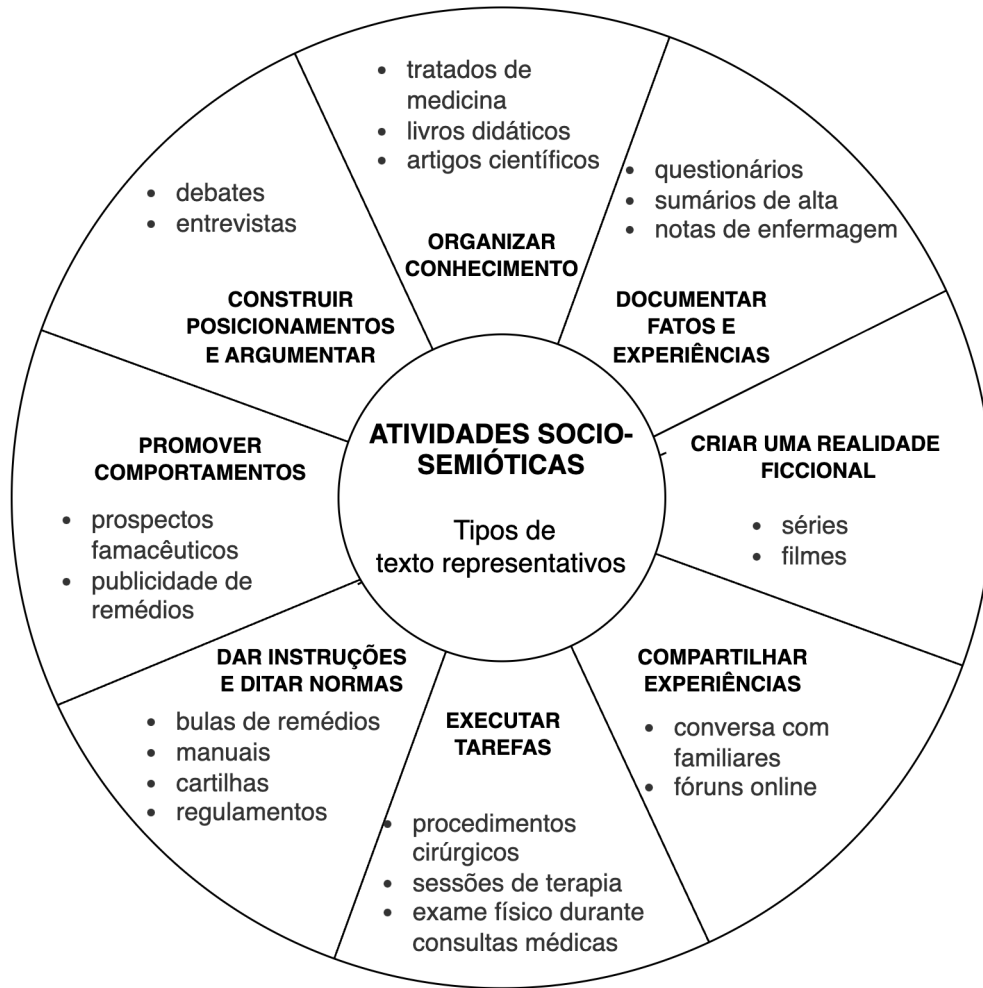 ATIVIDADES SOCIO-
SEMIÓTICAS
Tipos de
texto representativos
• tratados de
medicina
• livros didáticos
• artigos científicos
ORGANIZAR
CONHECIMENTO
• questionários
• sumários de alta
• notas de enfermagem
DOCUMENTAR
FATOS E
EXPERIÊNCIAS
CRIAR UMA REALIDADE
FICCIONAL
• séries
• filmes
COMPARTILHAR
EXPERIÊNCIAS
• conversa com
familiares
• fóruns online
EXECUTAR
TAREFAS
• procedimentos
cirúrgicos
• sessões de terapia
• exame físico durante
consultas médicas
DAR INSTRUÇÕES
E DITAR NORMAS
• bulas de remédios
• manuais
• cartilhas
• regulamentos
PROMOVER
COMPORTAMENTOS
• prospectos
famacêuticos
• publicidade de
remédios
• debates
• entrevistas
CONSTRUIR
POSICIONAMENTOS
E ARGUMENTAR